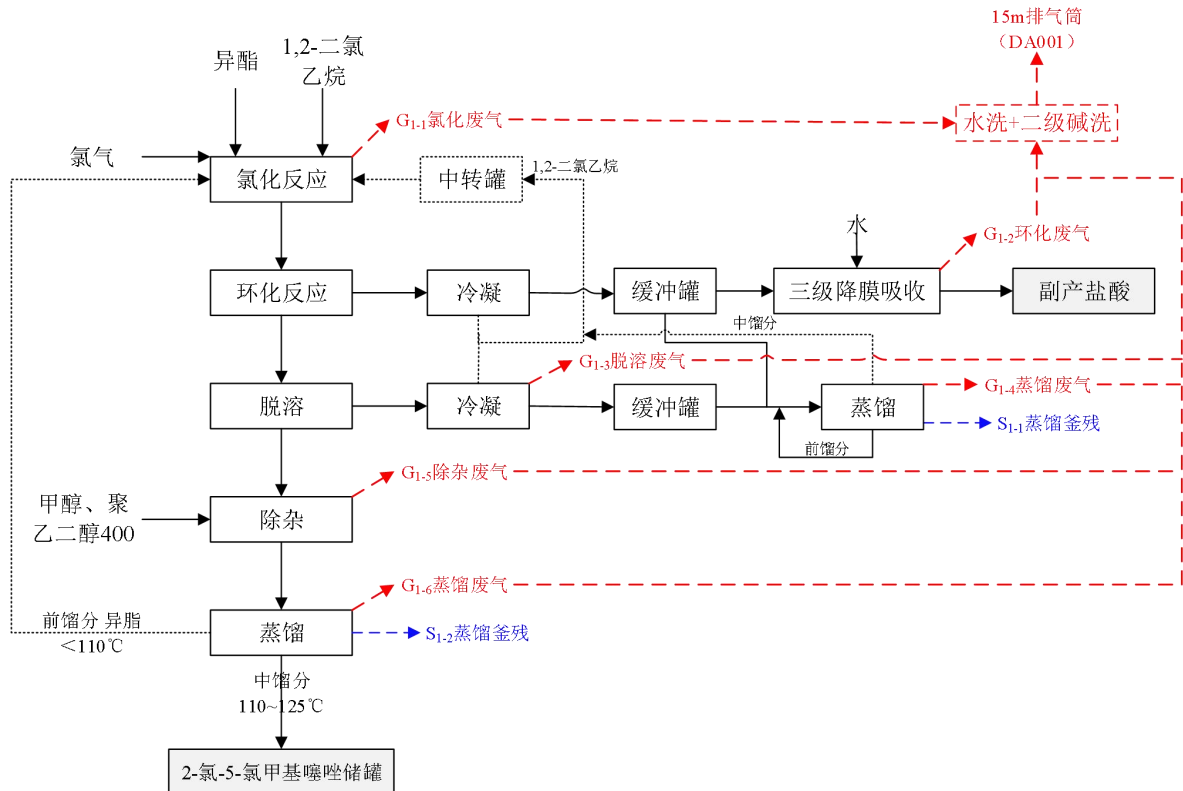 15m排气筒
（DA001）
1,2-二氯
乙烷
异酯
G1-1氯化废气
水洗+二级碱洗
氯气
氯化反应
中转罐
1,2-二氯乙烷
水
G1-2环化废气
环化反应
冷凝
缓冲罐
三级降膜吸收
副产盐酸
中馏分
G1-3脱溶废气
脱溶
冷凝
缓冲罐
蒸馏
G1-4蒸馏废气
S1-1蒸馏釜残
前馏分
G1-5除杂废气
甲醇、聚
乙二醇400
除杂
G1-6蒸馏废气
前馏分 异脂
＜110℃
蒸馏
S1-2蒸馏釜残
中馏分
110~125℃
2-氯-5-氯甲基噻唑储罐